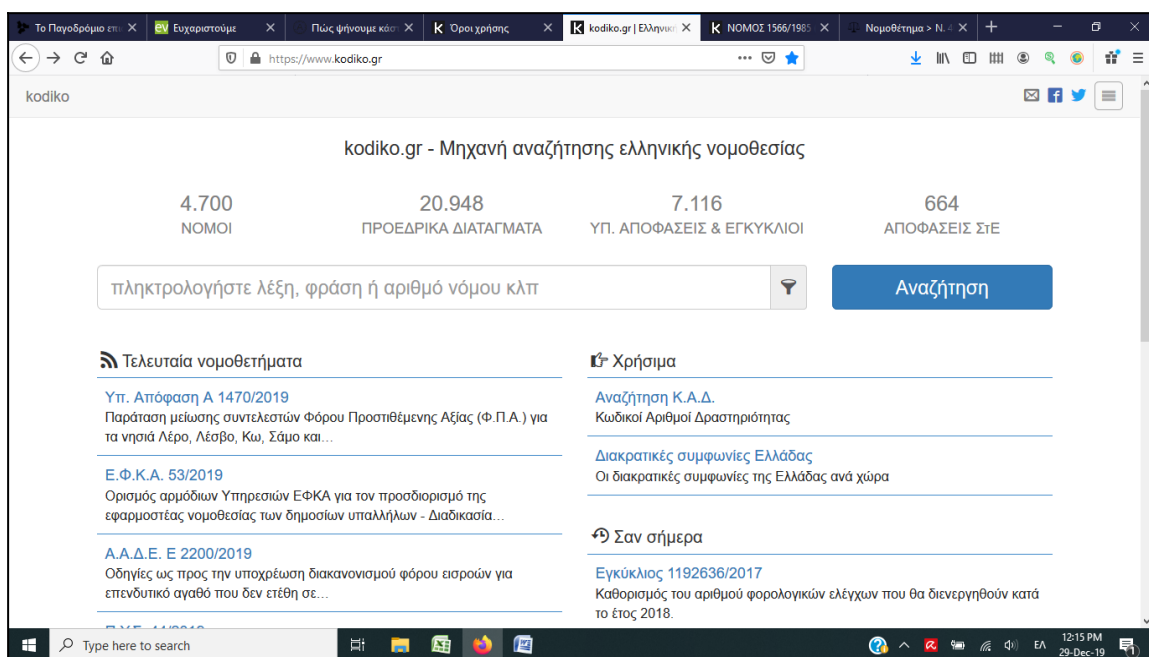 Το Παγοδρόμιο επι
ev Ευχαριστούμε
Πώς ψήνουμε κάστ
K Όροι χρήσης
K kodiko.gr | Ελληνική
K ΝΟΜΟΣ 1566/1985
Νομοθέτημα > Ν. 4
https://www.kodiko.gr
kodiko
kodiko.gr - Μηχανή αναζήτησης ελληνικής νομοθεσίας
4.700 20.948 7.116 664
ΝΟΜΟΙ ΠΡΟΕΔΡΙΚΑ ΔΙΑΤΑΓΜΑΤΑ ΥΠ. ΑΠΟΦΑΣΕΙΣ & ΕΓΚΥΚΛΙΟΙ ΑΠΟΦΑΣΕΙΣ ΣτΕ
πληκτρολογήστε λέξη, φράση ή αριθμό νόμου κλπ
Αναζήτηση
Τελευταία νομοθετήματα
Υπ. Απόφαση Α 1470/2019
Παράταση μείωσης συντελεστών Φόρου Προστιθέμενης Αξίας (Φ.Π.Α.) για
τα νησιά Λέρο, Λέσβο, Κω, Σάμο και…
Ε.Φ.Κ.Α. 53/2019
Ορισμός αρμόδιων Υπηρεσιών ΕΦΚΑ για τον προσδιορισμό της
εφαρμοστέας νομοθεσίας των δημοσίων υπαλλήλων - Διαδικασία…
Α.Α.Δ.Ε. Ε 2200/2019
Οδηγίες ως προς την υποχρέωση διακανονισμού φόρου εισροών για
επενδυτικό αγαθό που δεν ετέθη σε…
Χρήσιμα
Αναζήτηση Κ.Α.Δ.
Κωδικοί Αριθμοί Δραστηριότητας
Διακρατικές συμφωνίες Ελλάδας
Οι διακρατικές συμφωνίες της Ελλάδας ανά χώρα
Σαν σήμερα
Εγκύκλιος 1192636/2017
Καθορισμός του αριθμού φορολογικών ελέγχων που θα διενεργηθούν κατά
το έτος 2018.
Type here to search
ΕΛ
12:15 PM
29-Dec-19